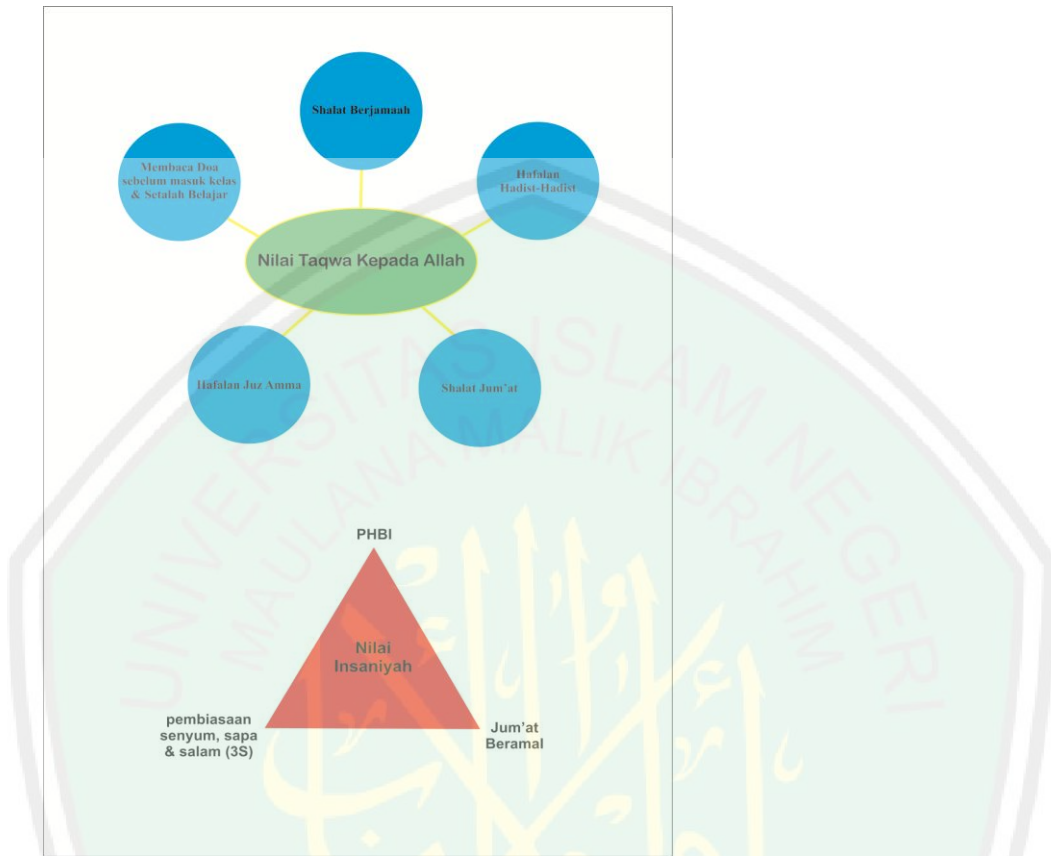 Shalat Berjamaah
Membaca Doa
sebelum masuk kelas
& Setalah Belajar
Hafalan
Hadist-Hadist
Nilai Taqwa Kepada Allah
Hafalan Juz Amma
Shalat Jum'at
UNIVERSITAS ISLAM NEGERI
MAULANA MALIK IBRAHIM
PHBI
Nilai
Insaniyah
pembiasaan
senyum, sapa
& salam (3S)
Jum'at
Beramal